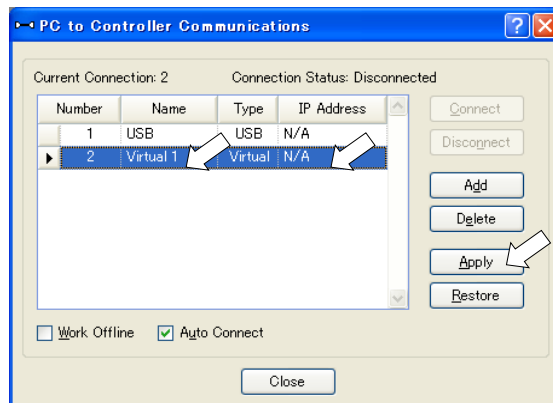 PC to Controller Communications
Current Connection: 2 Connection Status: Disconnected
Number Name Type IP Address
1 USB USB N/A
2 Virtual 1 Virtual N/A
Connect
Disconnect
Add
Delete
Apply
Restore
Work Offline Auto Connect
Close